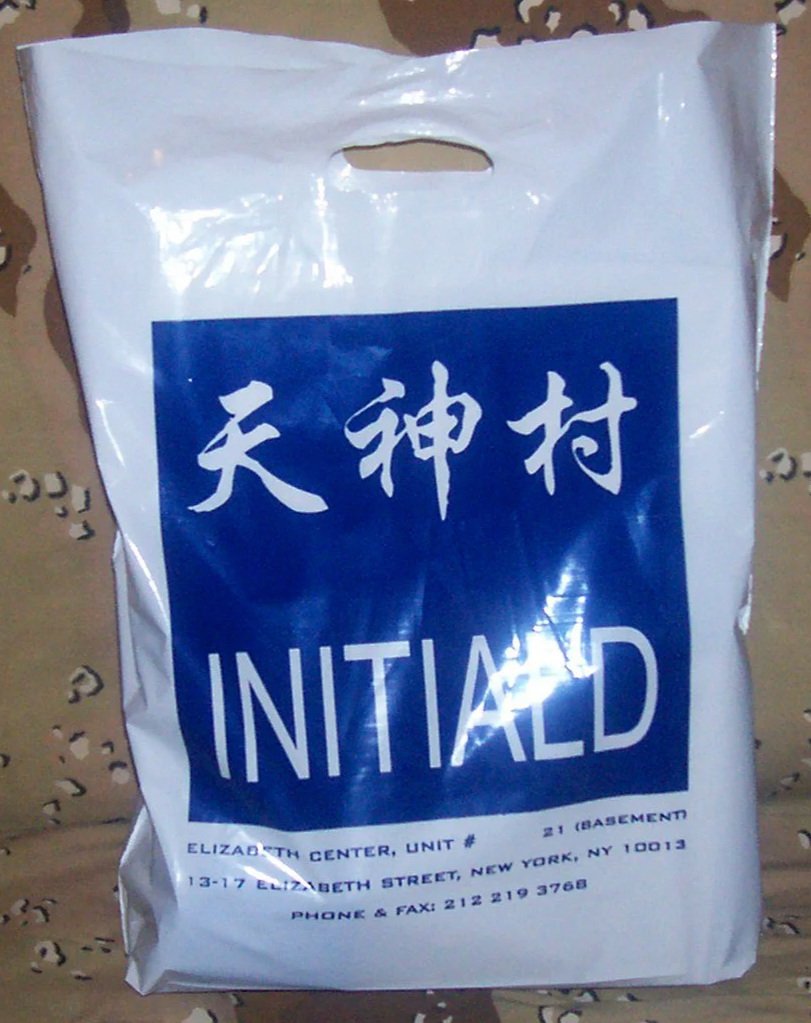 天神村
INITIALD
ELIZABETH CENTER, UNIT # 21 (BASEMENT)
13-17 ELIZABETH STREET, NEW YORK, NY 10013
PHONE & FAX: 212 219 3768